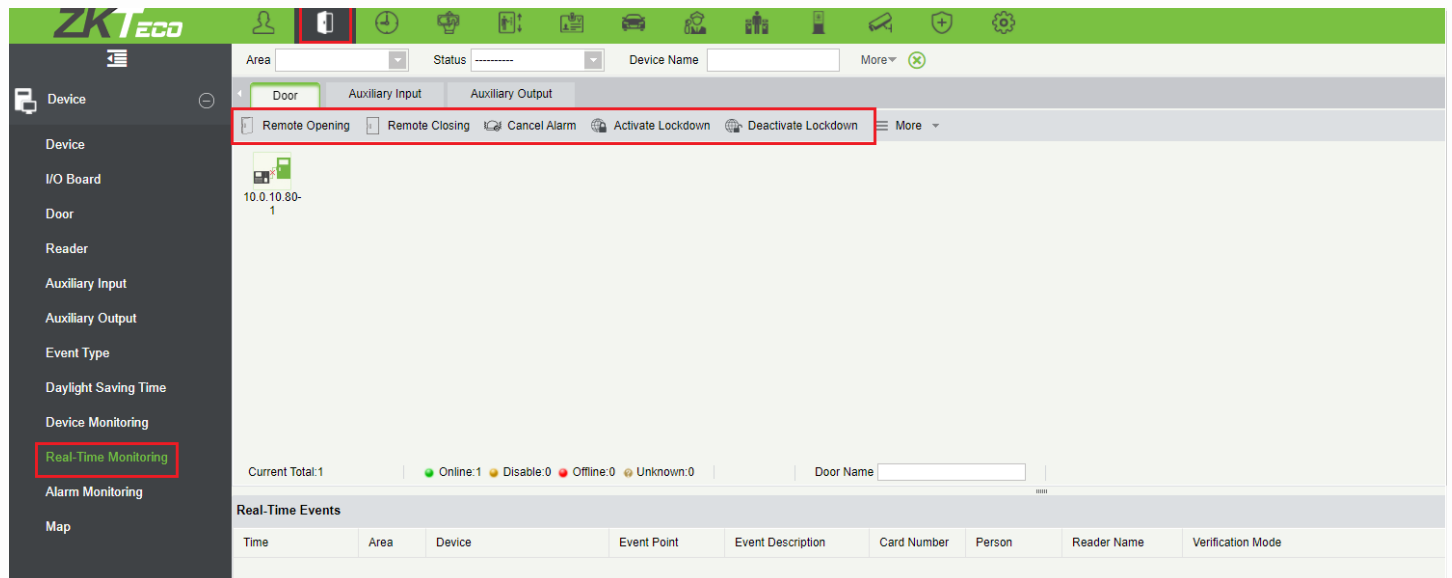 ZKTECO
Area Status ---------- Device Name More
Device
Door Auxiliary Input Auxiliary Output
Remote Opening Remote Closing Cancel Alarm Activate Lockdown Deactivate Lockdown More
Device
I/O Board
Door
Reader
Auxiliary Input
Auxiliary Output
Event Type
Daylight Saving Time
Device Monitoring
Real-Time Monitoring
Alarm Monitoring
Map
10.0.10.80-
1
Current Total:1 Online:1 Disable:0 Offline:0 Unknown:0 Door Name
Real-Time Events
Time Area Device Event Point Event Description Card Number Person Reader Name Verification Mode